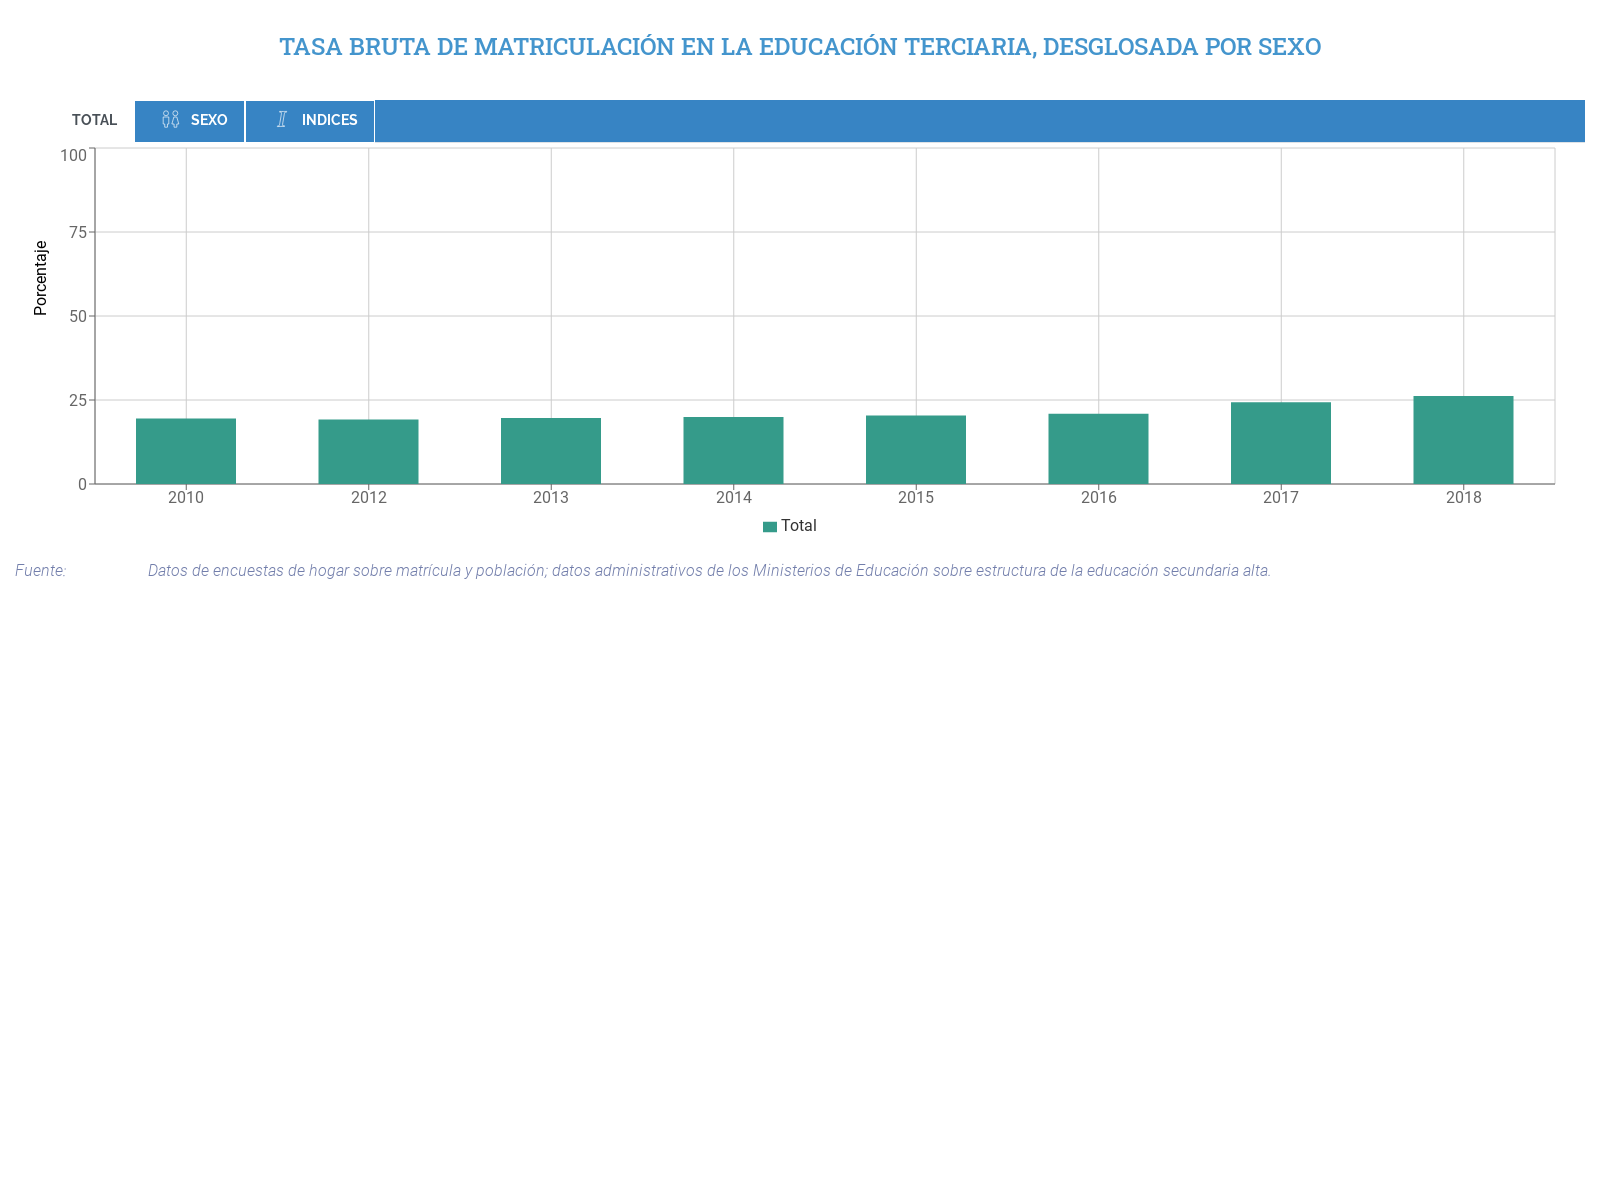 TASA BRUTA DE MATRICULACIÓN EN LA EDUCACIÓN TERCIARIA, DESGLOSADA POR SEXO
TOTAL SEXO INDICES
Porcentaje
100
75
50
25
0
2010 2012 2013 2014 2015 2016 2017 2018
Total
Fuente: Datos de encuestas de hogar sobre matrícula y población; datos administrativos de los Ministerios de Educación sobre estructura de la educación secundaria alta.